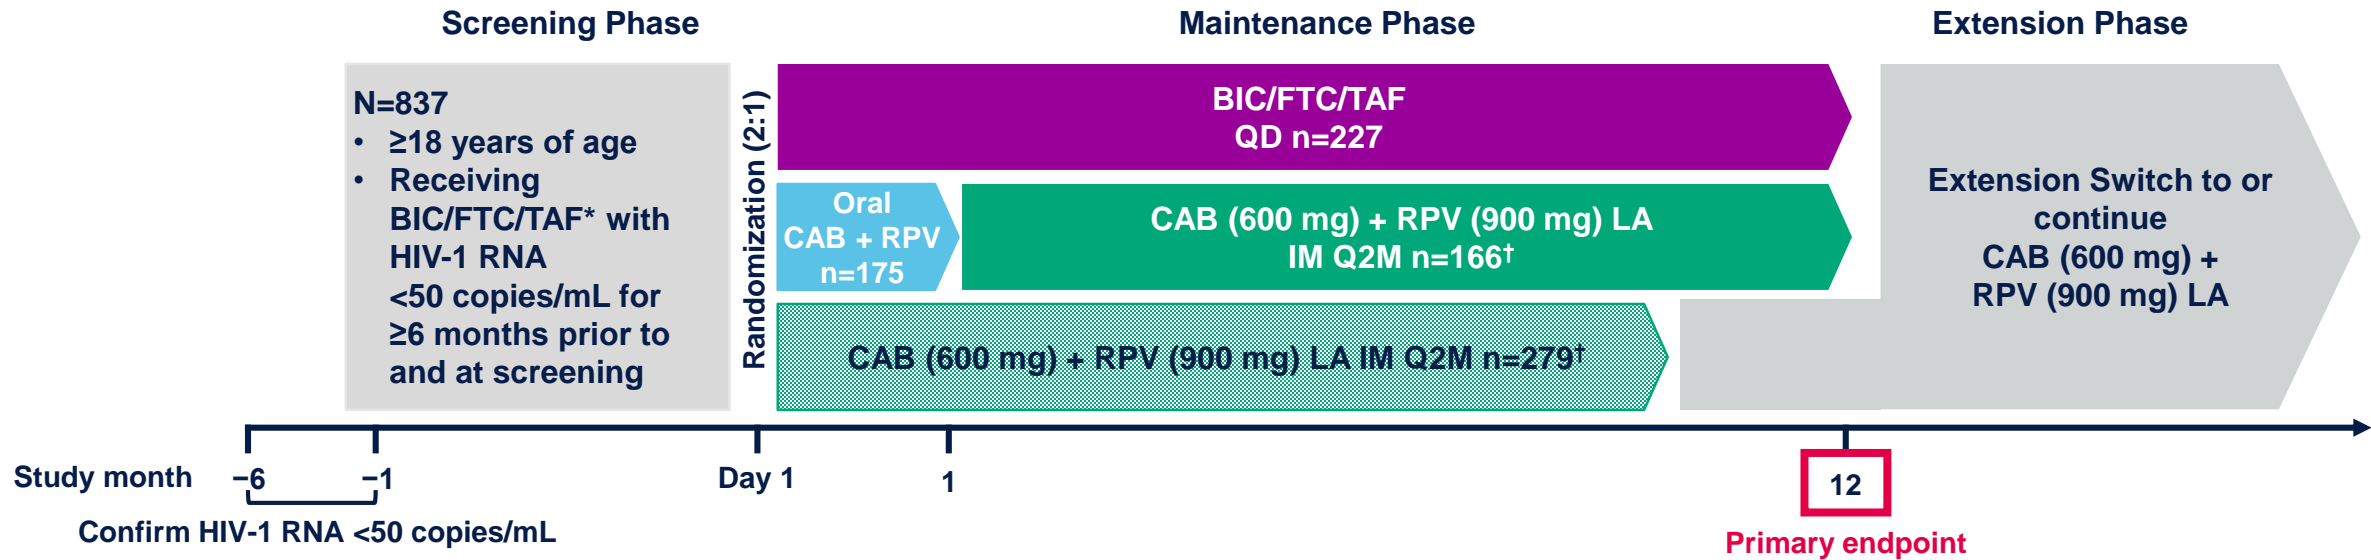 Screening Phase
Maintenance Phase
Extension Phase
N=837
• ≥18 years of age
• Receiving
BIC/FTC/TAF* with
HIV-1 RNA
<50 copies/mL for
≥6 months prior to
and at screening
Randomization (2:1)
BIC/FTC/TAF
QD n=227
Oral
CAB + RPV
n=175
CAB (600 mg) + RPV (900 mg) LA
IM Q2M n=166†
CAB (600 mg) + RPV (900 mg) LA IM Q2M n=279†
Extension Switch to or
continue
CAB (600 mg) +
RPV (900 mg) LA
Study month
−6
−1
Day 1
1
12
Confirm HIV-1 RNA <50 copies/mL
Primary endpoint